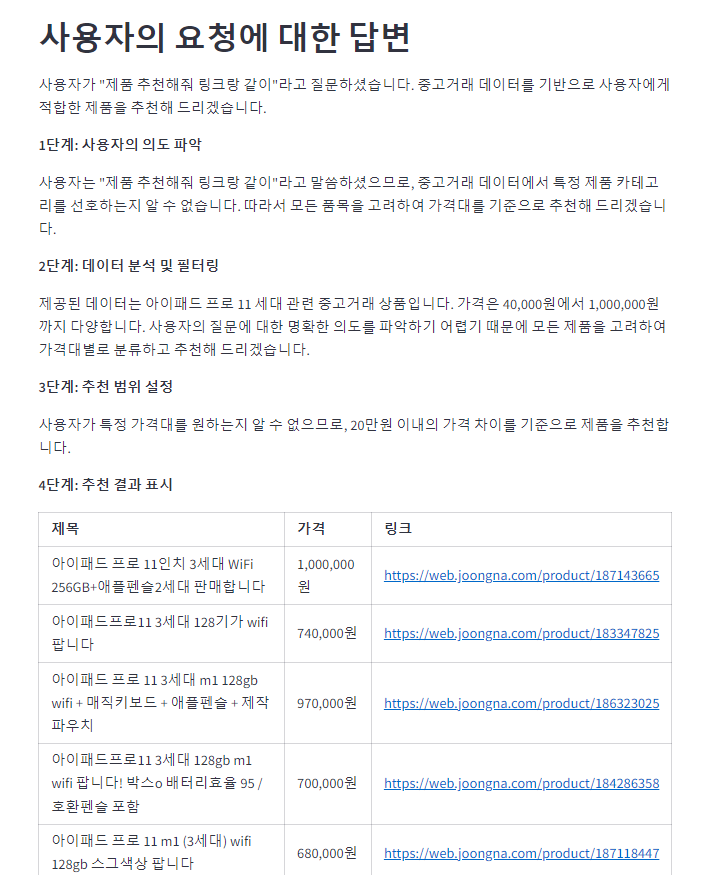 사용자의 요청에 대한 답변
사용자가 "제품 추천해줘 링크랑 같이"라고 질문하셨습니다. 중고거래 데이터를 기반으로 사용자에게
적합한 제품을 추천해 드리겠습니다.
1단계: 사용자의 의도 파악
사용자는 "제품 추천해줘 링크랑 같이"라고 말씀하셨으므로, 중고거래 데이터에서 특정 제품 카테고
리를 선호하는지 알 수 없습니다. 따라서 모든 품목을 고려하여 가격대를 기준으로 추천해 드리겠습니
다.
2단계: 데이터 분석 및 필터링
제공된 데이터는 아이패드 프로 11 세대 관련 중고거래 상품입니다. 가격은 40,000원에서 1,000,000원
까지 다양합니다. 사용자의 질문에 대한 명확한 의도를 파악하기 어렵기 때문에 모든 제품을 고려하여
가격대별로 분류하고 추천해 드리겠습니다.
3단계: 추천 범위 설정
사용자가 특정 가격대를 원하는지 알 수 없으므로, 20만원 이내의 가격 차이를 기준으로 제품을 추천합
니다.
4단계: 추천 결과 표시
제목 가격 링크
아이패드 프로 11인치 3세대 WiFi
256GB+애플펜슬2세대 판매합니다
1,000,000
원
https://web.joongna.com/product/187143665
아이패드프로11 3세대 128기가 wifi
팝니다
740,000원
https://web.joongna.com/product/183347825
아이패드 프로 11 3세대 m1 128gb
wifi + 매직키보드 + 애플펜슬 + 제작
파우치
970,000원
https://web.joongna.com/product/186323025
아이패드프로11 3세대 128gb m1
wifi 팝니다! 박스o 배터리효율 95 /
호환펜슬 포함
700,000원
https://web.joongna.com/product/184286358
아이패드 프로 11 m1 (3세대) wifi
128gb 스그색상 팝니다
680,000원
https://web.joongna.com/product/187118447